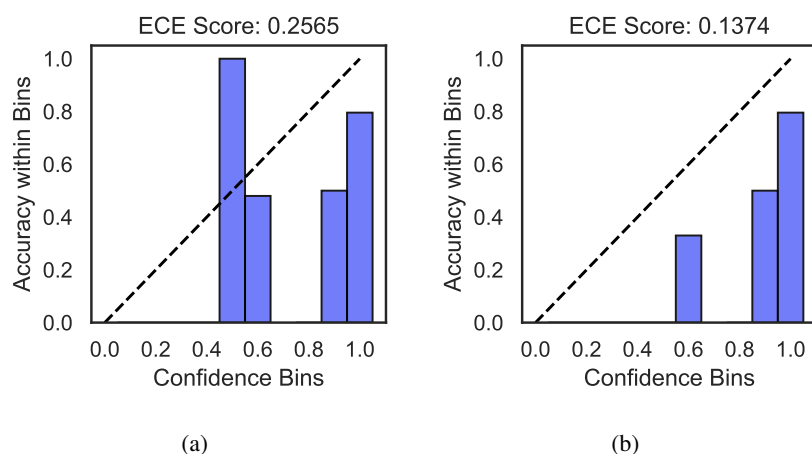 ECE Score: 0.2565
Accuracy within Bins
1.0
0.8
0.6
0.4
0.2
0.0
0.0 0.2 0.4 0.6 0.8 1.0
Confidence Bins
(a)
ECE Score: 0.1374
Accuracy within Bins
1.0
0.8
0.6
0.4
0.2
0.0
0.0 0.2 0.4 0.6 0.8 1.0
Confidence Bins
(b)